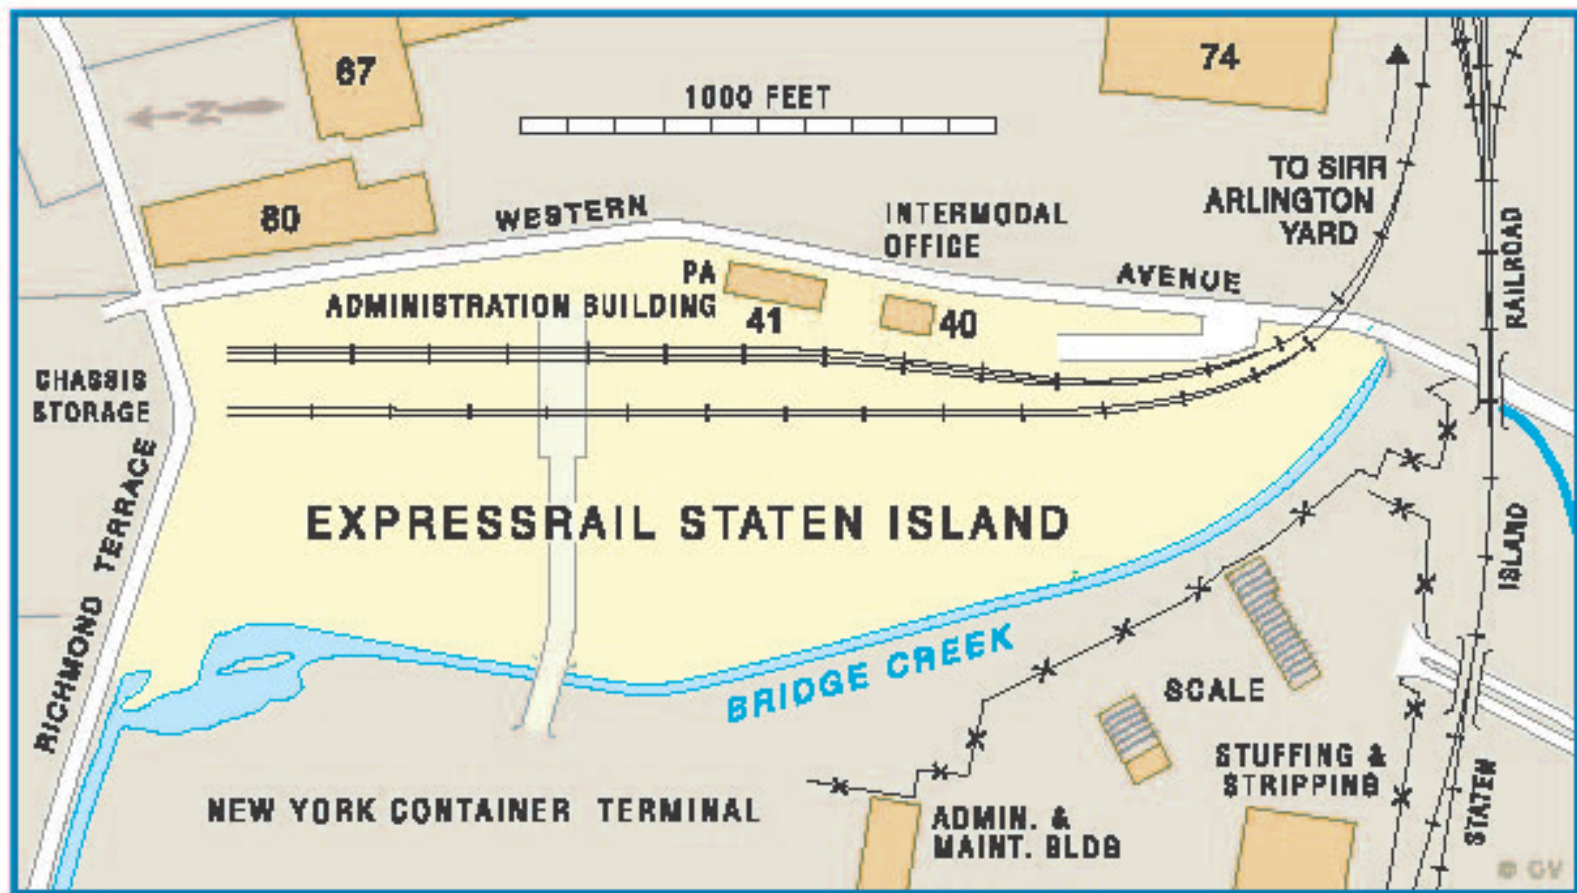 67
74
N
1000 FEET
80
WESTERN
INTERMODAL
OFFICE
TO SIRR
ARLINGTON
YARD
RAILROAD
PA
ADMINISTRATION BUILDING
41
40
AVENUE
CHASSIS
STORAGE
RICHMOND TERRACE
EXPRESSRAIL STATEN ISLAND
ISLAND
BRIDGE CREEK
SCALE
STUFFING &
STRIPPING
STATEN
NEW YORK CONTAINER TERMINAL
ADMIN. &
MAINT. BLDG
© GV